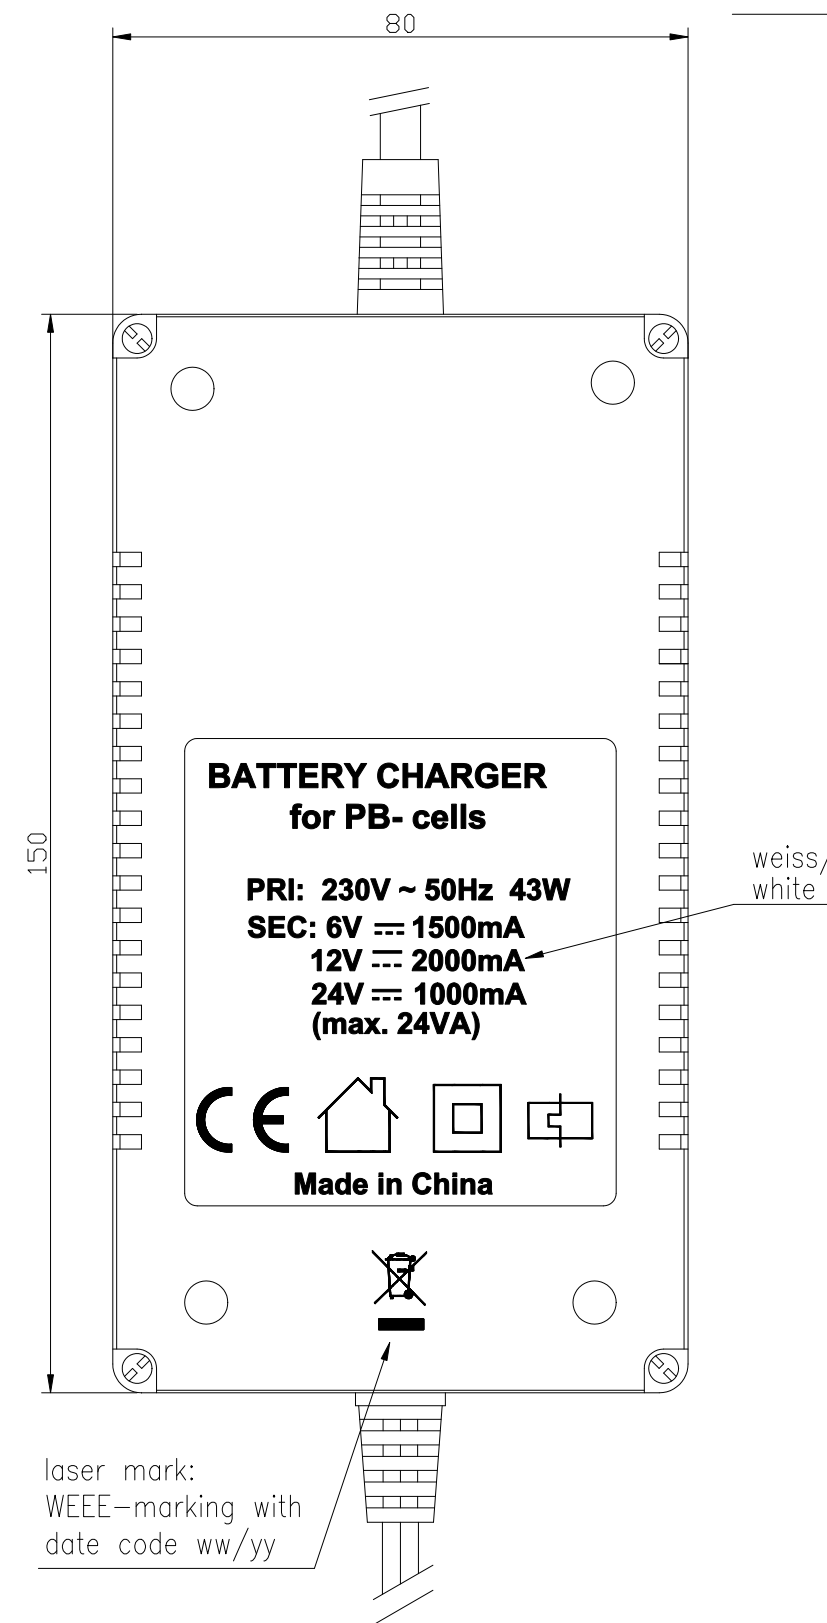 80
150
BATTERY CHARGER
for PB- cells
PRI: 230V ~ 50Hz 43W
SEC: 6V ⎓ 1500mA
12V ⎓ 2000mA
24V ⎓ 1000mA
(max. 24VA)
weiss/
white
CE
Made in China
laser mark:
WEEE-marking with
date code ww/yy